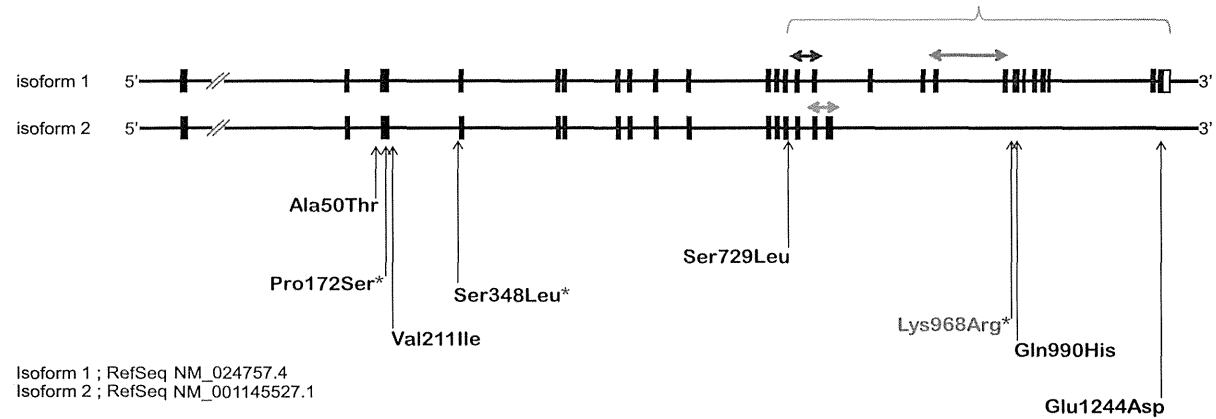 isoform 1 5' 3'
isoform 2 5' 3'
Ala50Thr
Pro172Ser*
Val211Ile
Ser348Leu*
Ser729Leu
Lys968Arg*
Gln990His
Glu1244Asp
Isoform 1 ; RefSeq NM_024757.4
Isoform 2 ; RefSeq NM_001145527.1